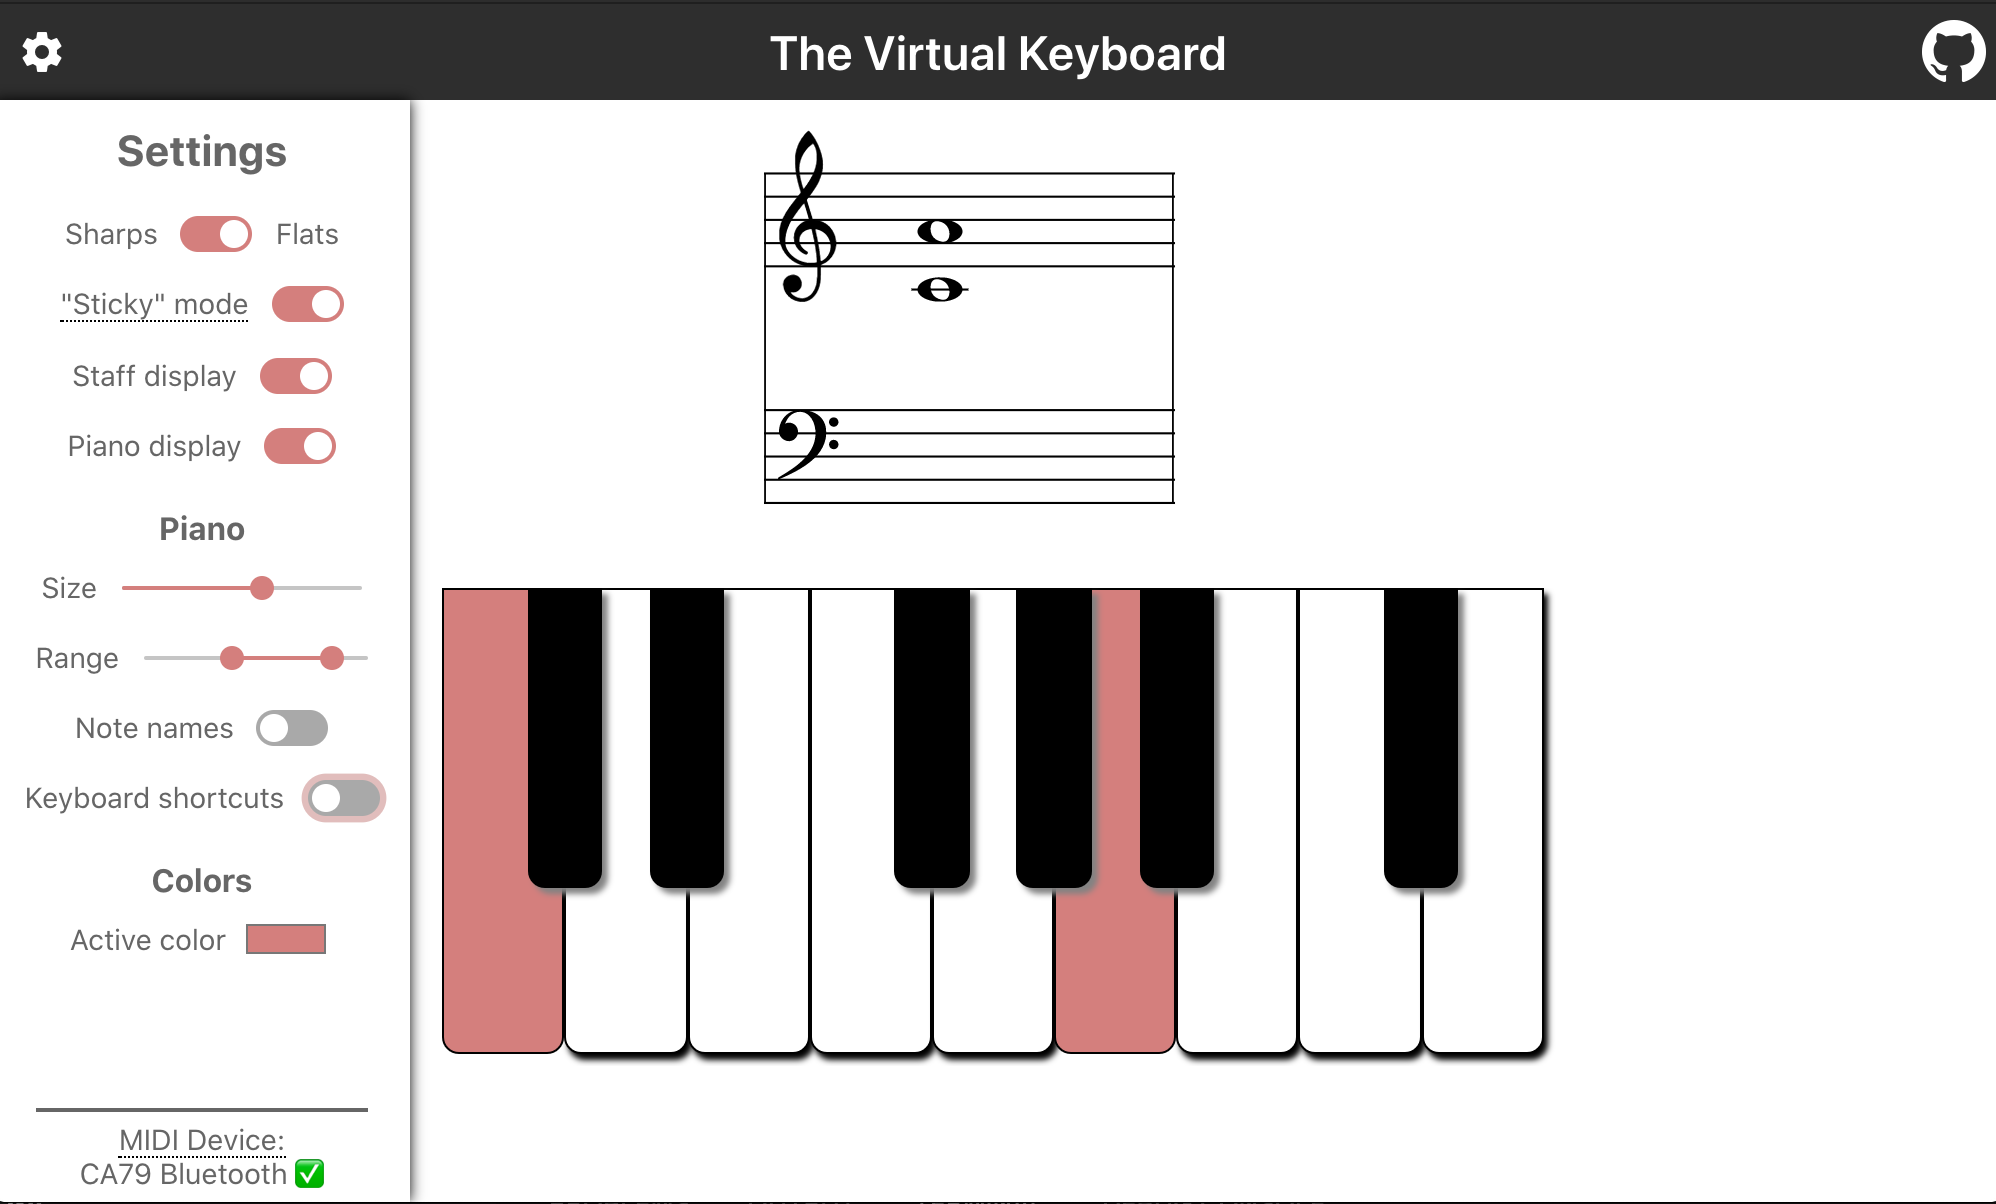 The Virtual Keyboard
Settings
Sharps Flats
"Sticky" mode
Staff display
Piano display
Piano
Size
Range
Note names
Keyboard shortcuts
Colors
Active color
MIDI Device:
CA79 Bluetooth ✅